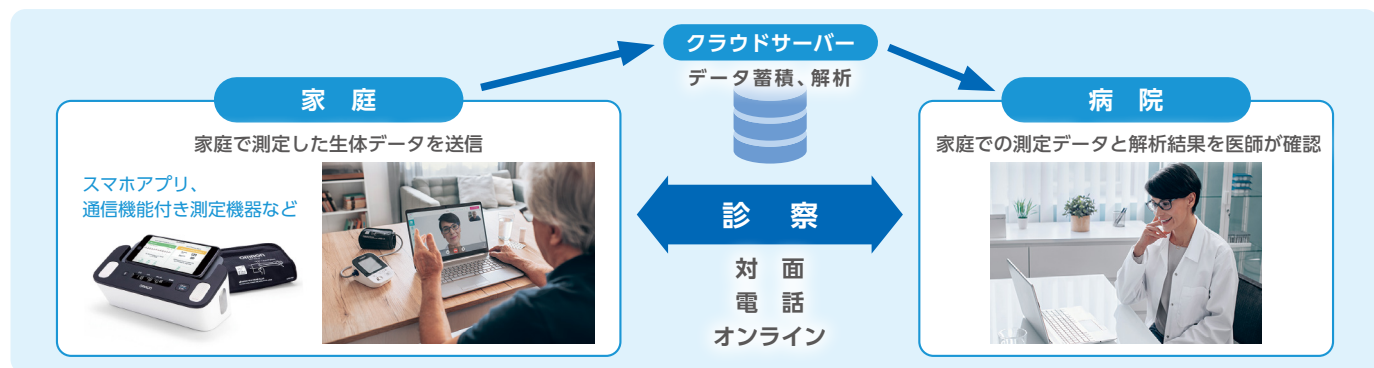 クラウドサーバー
データ蓄積、解析
家 庭
家庭で測定した生体データを送信
スマホアプリ、
通信機能付き測定機器など
OMRON
診 察
対 面
電 話
オンライン
病 院
家庭での測定データと解析結果を医師が確認